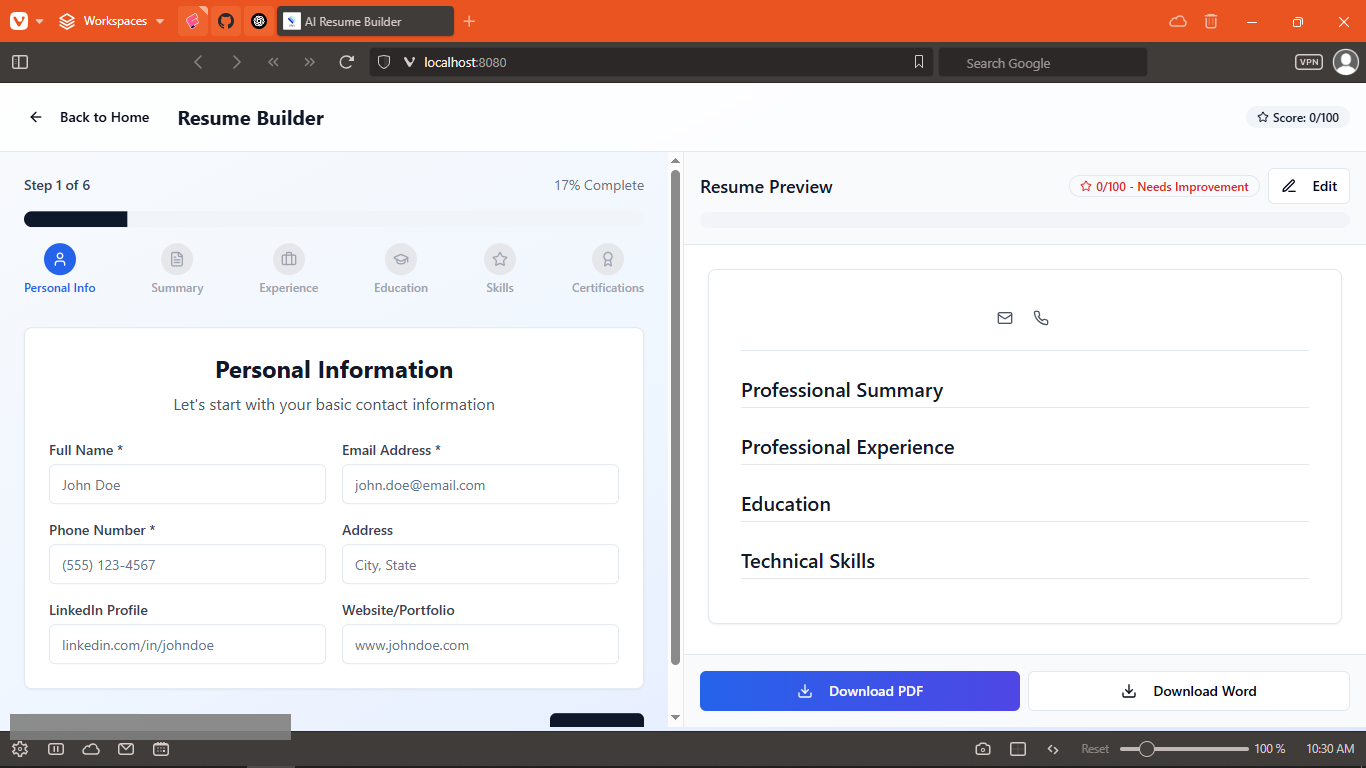 Workspaces
AI Resume Builder
localhost:8080
Search Google
VPN
Back to Home
Resume Builder
Score: 0/100
Step 1 of 6
17% Complete
Personal Info
Summary
Experience
Education
Skills
Certifications
Personal Information
Let's start with your basic contact information
Full Name *
Email Address *
John Doe
john.doe@email.com
Phone Number *
Address
(555) 123-4567
City, State
LinkedIn Profile
Website/Portfolio
linkedin.com/in/johndoe
www.johndoe.com
Resume Preview
0/100 - Needs Improvement
Edit
Professional Summary
Professional Experience
Education
Technical Skills
Download PDF
Download Word
Reset
100 %
10:30 AM